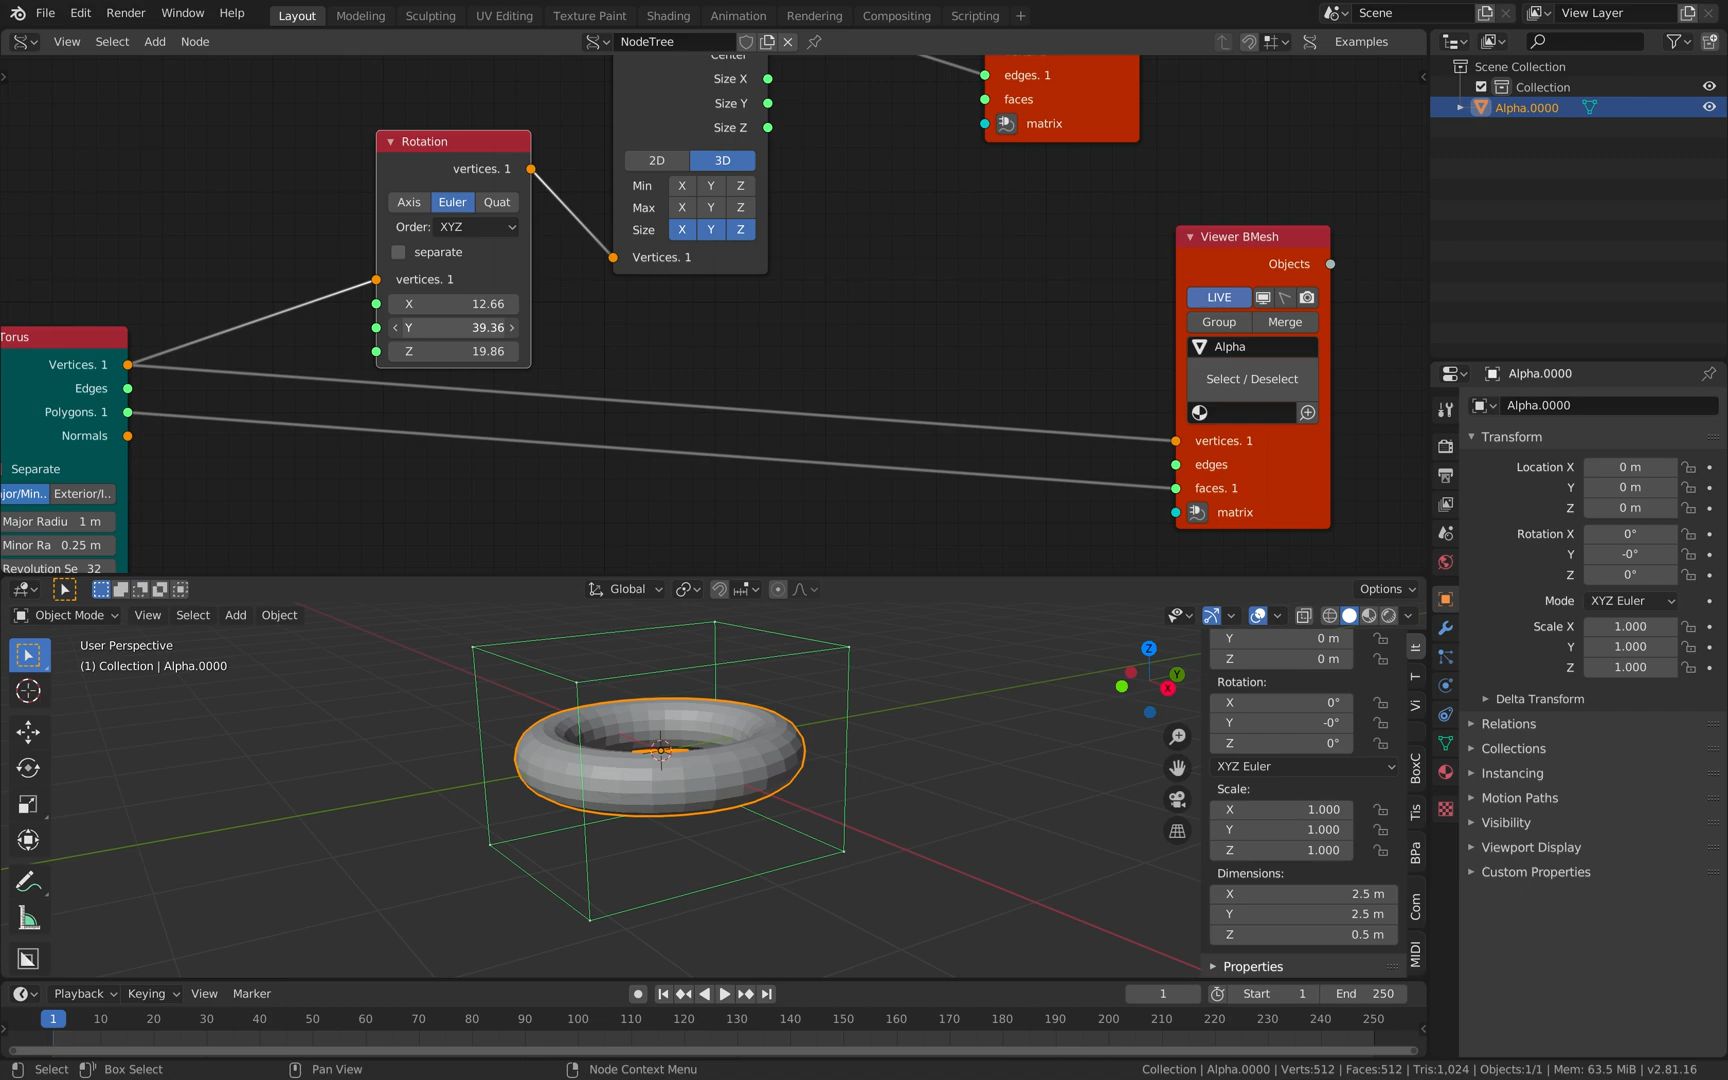 File Edit Render Window Help Layout Modeling Sculpting UV Editing Texture Paint Shading Animation Rendering Compositing Scripting + Scene View Layer
View Select Add Node NodeTree Examples
Scene Collection
Collection
Alpha.0000
Size X
Size Y
Size Z
2D 3D
Min X Y Z
Max X Y Z
Size X Y Z
Vertices. 1
edges. 1
faces
matrix
Rotation
vertices. 1
Axis Euler Quat
Order: XYZ
separate
vertices. 1
X 12.66
Y 39.36
Z 19.86
Torus
Vertices. 1
Edges
Polygons. 1
Normals
Separate
jor/Min.. Exterior/I..
Major Radiu 1 m
Minor Ra 0.25 m
Revolution Se 32
Viewer BMesh
Objects
LIVE
Group Merge
Alpha
Select / Deselect
vertices. 1
edges
faces. 1
matrix
Alpha.0000
Alpha.0000
Transform
Location X 0 m
Y 0 m
Z 0 m
Rotation X 0°
Y -0°
Z 0°
Mode XYZ Euler
Scale X 1.000
Y 1.000
Z 1.000
Delta Transform
Relations
Collections
Instancing
Motion Paths
Visibility
Viewport Display
Custom Properties
Global Options
Object Mode View Select Add Object
User Perspective
(1) Collection | Alpha.0000
Z
Y
X
Y 0 m
Z 0 m
Rotation:
X 0°
Y -0°
Z 0°
XYZ Euler
Scale:
X 1.000
Y 1.000
Z 1.000
Dimensions:
X 2.5 m
Y 2.5 m
Z 0.5 m
Properties
It
T
Vi
BoxC
Tis
BPa
Com
MIDI
Playback Keying View Marker 1 Start 1 End 250
1 10 20 30 40 50 60 70 80 90 100 110 120 130 140 150 160 170 180 190 200 210 220 230 240 250
Select Box Select Pan View Node Context Menu Collection | Alpha.0000 | Verts:512 | Faces:512 | Tris:1,024 | Objects:1/1 | Mem: 63.5 MiB | v2.81.16